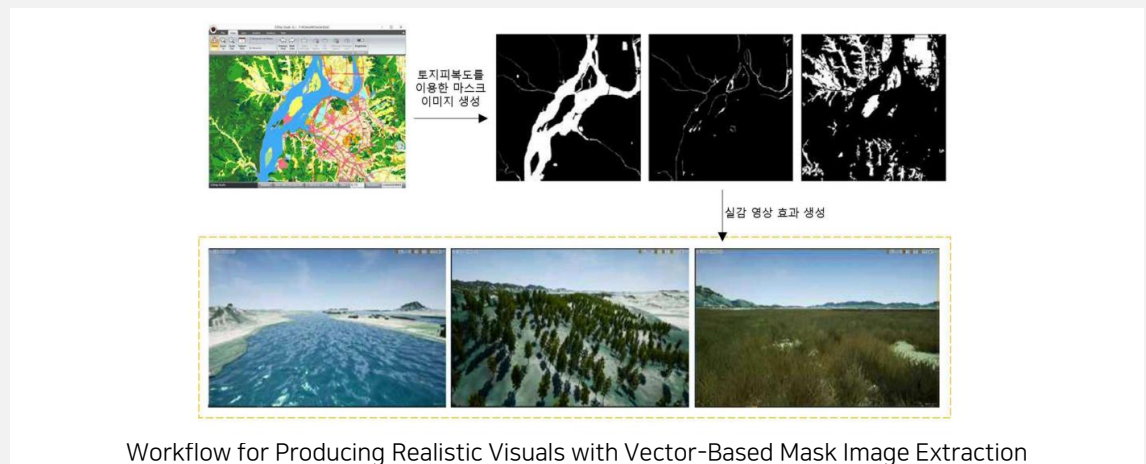 토지피복도를
이용한 마스크
이미지 생성
실감 영상 효과 생성
Workflow for Producing Realistic Visuals with Vector-Based Mask Image Extraction